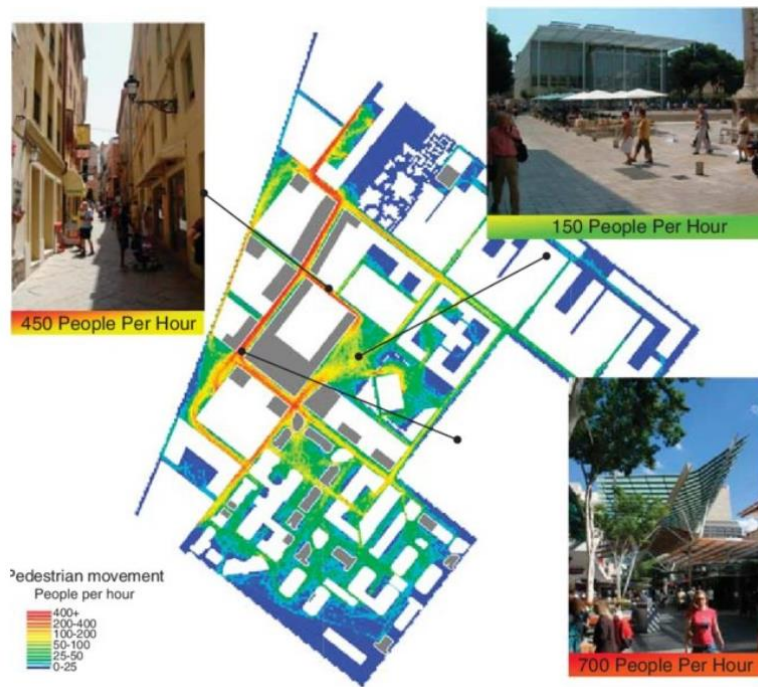 450 People Per Hour
150 People Per Hour
700 People Per Hour
Pedestrian movement
People per hour
400+
200-400
100-200
50-100
25-50
0-25